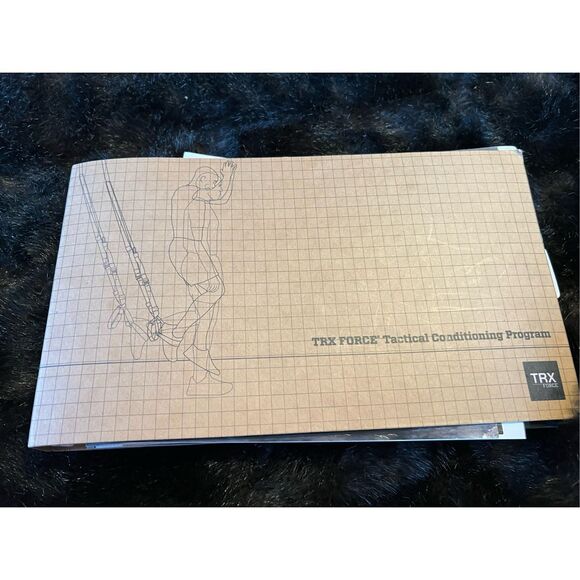 TRX FORCE® Tactical Conditioning Program
TRX
FORCE